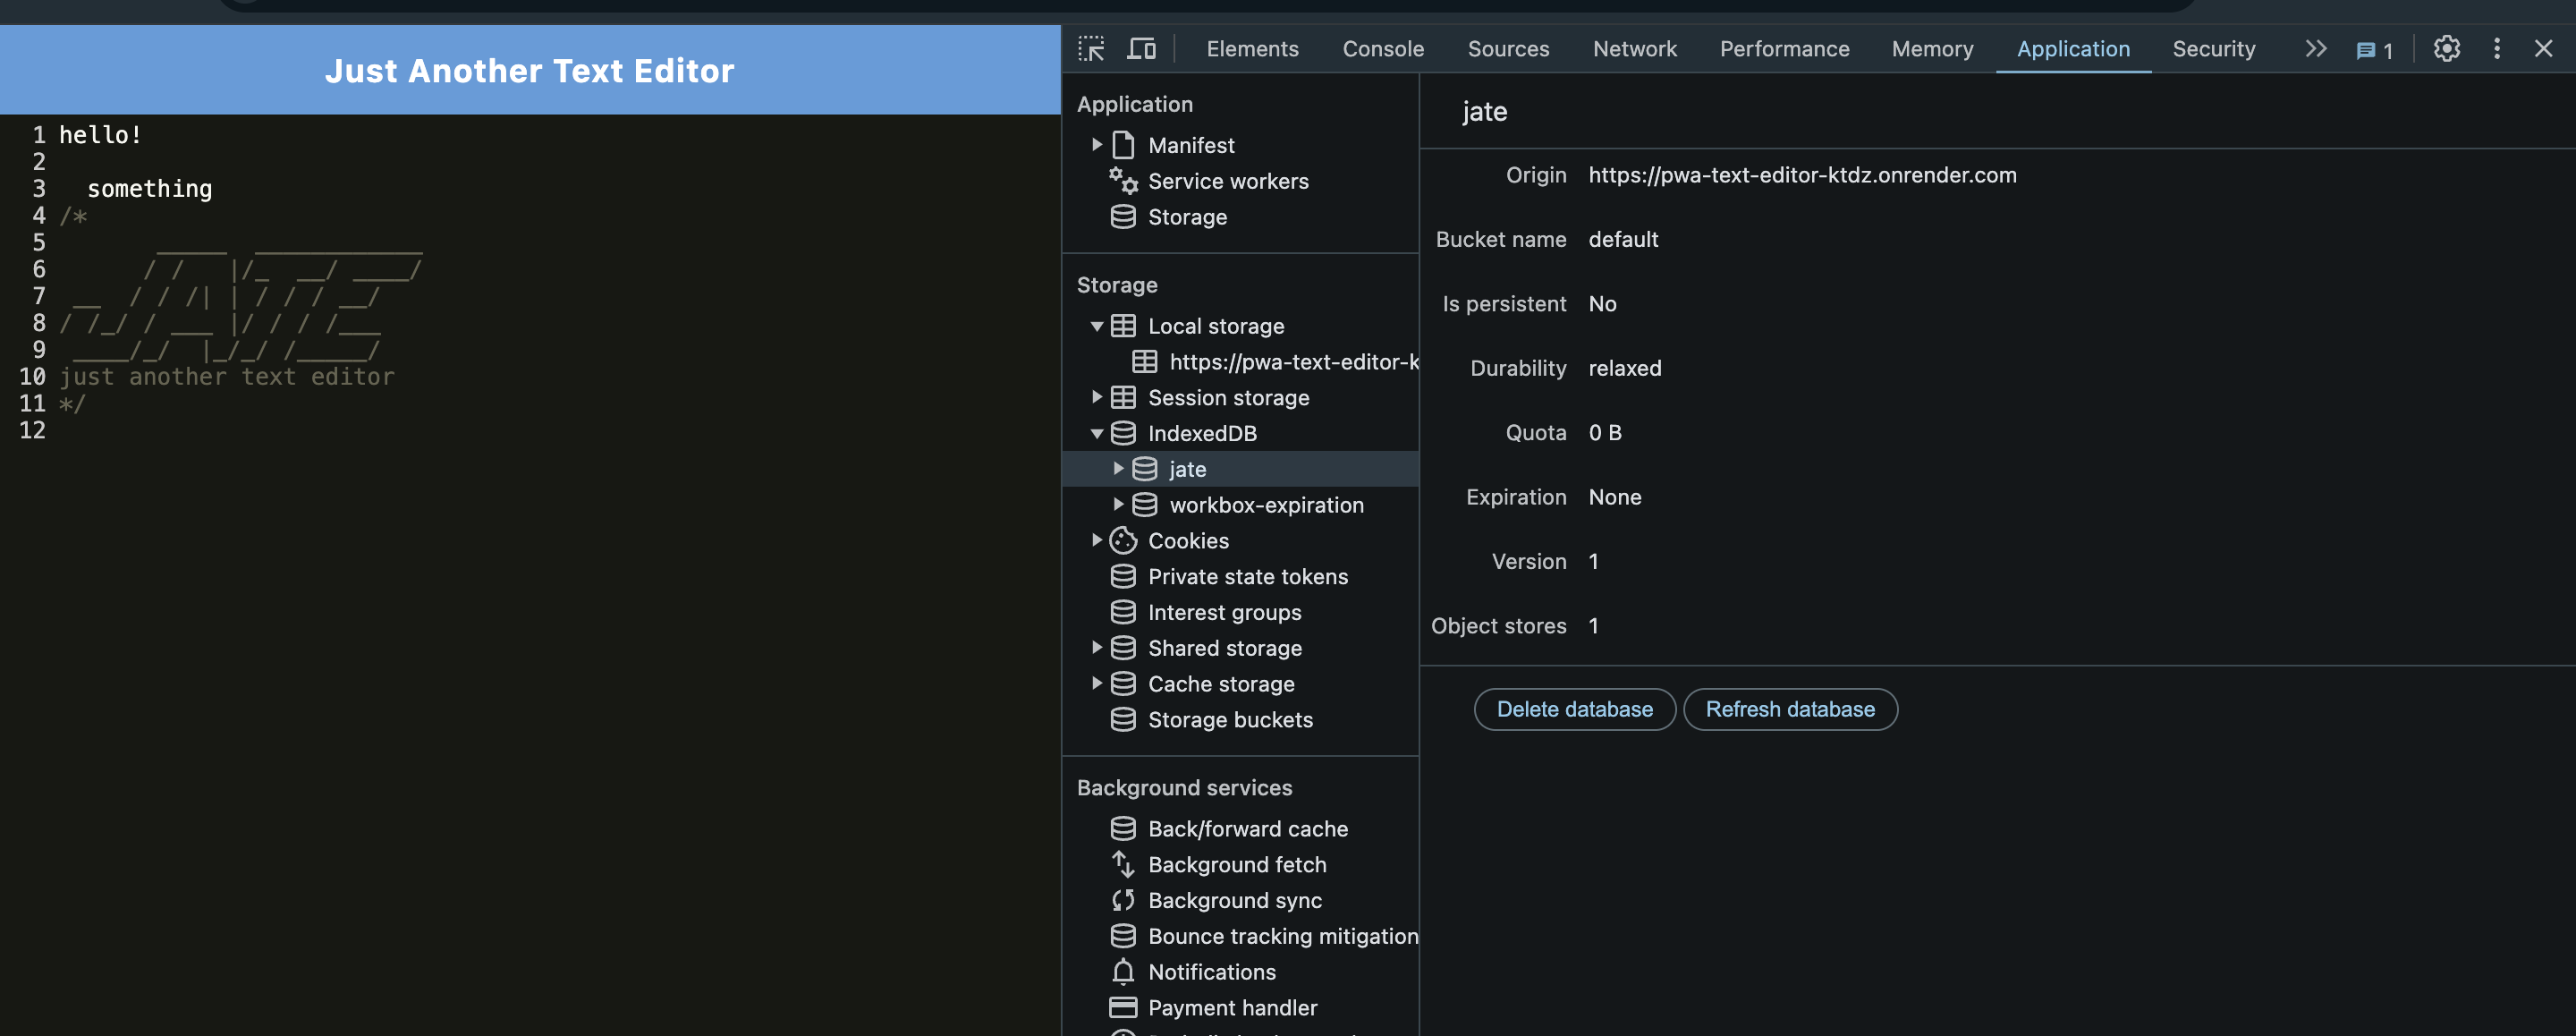 Just Another Text Editor
1 hello!
2
3   something
4 /*
5        _____  ____________
6       / /   |/_  __/ ____/
7  __  / / /| | / / / __/
8 / /_/ / ___ |/ / / /___
9  ____/_/  |_/_/ /_____/
10 just another text editor
11 */
12
Elements Console Sources Network Performance Memory Application Security 1
Application
Manifest
Service workers
Storage
Storage
Local storage
https://pwa-text-editor-k
Session storage
IndexedDB
jate
workbox-expiration
Cookies
Private state tokens
Interest groups
Shared storage
Cache storage
Storage buckets
Background services
Back/forward cache
Background fetch
Background sync
Bounce tracking mitigation
Notifications
Payment handler
jate
Origin https://pwa-text-editor-ktdz.onrender.com
Bucket name default
Is persistent No
Durability relaxed
Quota 0 B
Expiration None
Version 1
Object stores 1
Delete database Refresh database